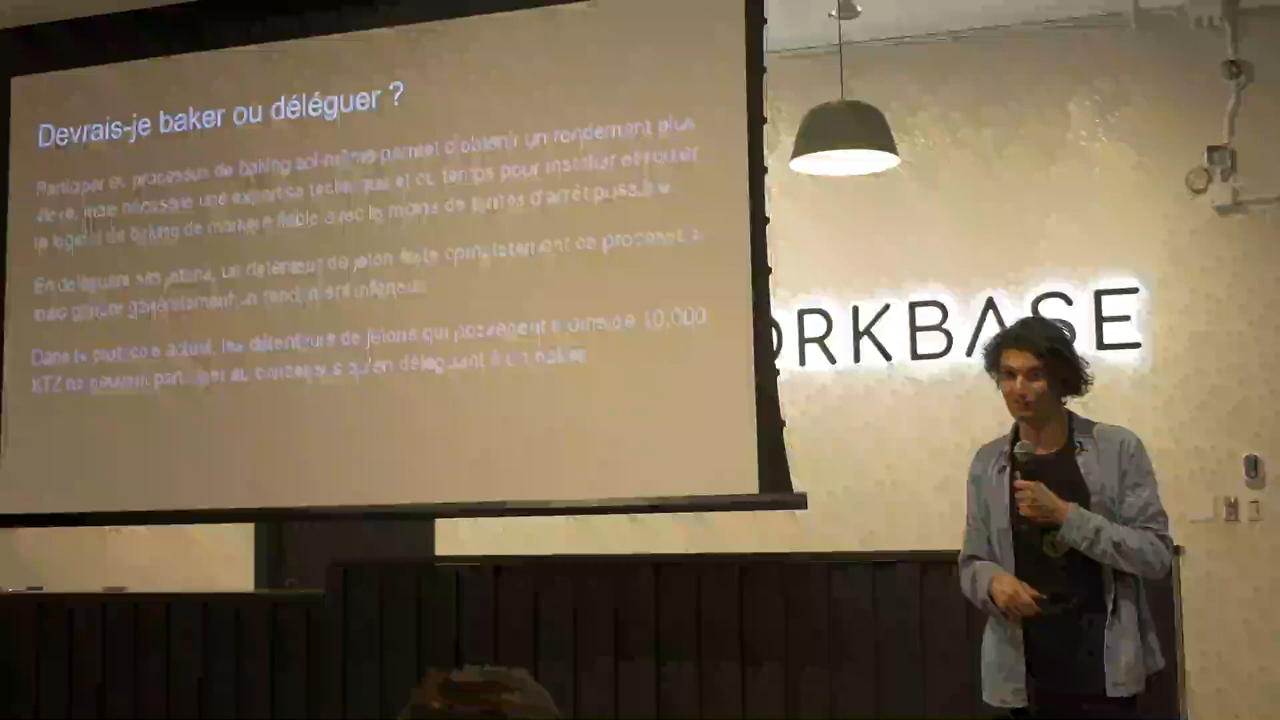 Devrais-je baker ou déléguer ?
Participer au processus de baking soi-même permet d'obtenir un rendement plus
élevé, mais nécessite une expertise technique et du temps pour installer et rouler
le logiciel de baking de manière fiable avec le moins de temps d'arrêt possible.
En déléguant ses jetons, un détenteur de jeton évite complètement ce processus
mais génère généralement un rendement inférieur.
Dans le protocole actuel, les détenteurs de jetons qui possèdent moins de 10,000
XTZ ne peuvent participer au consensus qu'en déléguant à un baker
ORKBASE